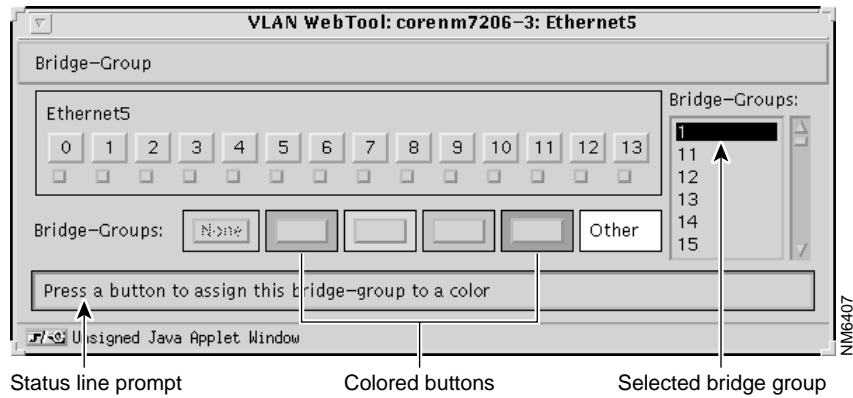 VLAN WebTool: corenm7206-3: Ethernet5
Bridge-Group
Ethernet5
0 1 2 3 4 5 6 7 8 9 10 11 12 13
Bridge-Groups: None Other
Bridge-Groups:
1
11
12
13
14
15
Press a button to assign this bridge-group to a color
Unsigned Java Applet Window
NM6407
Status line prompt Colored buttons Selected bridge group